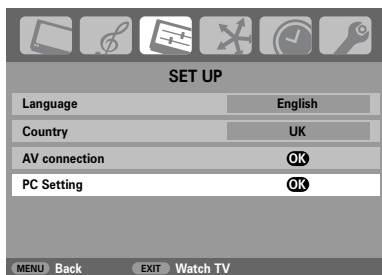 SET UP
Language English
Country UK
AV connection OK
PC Setting OK
MENU Back EXIT Watch TV